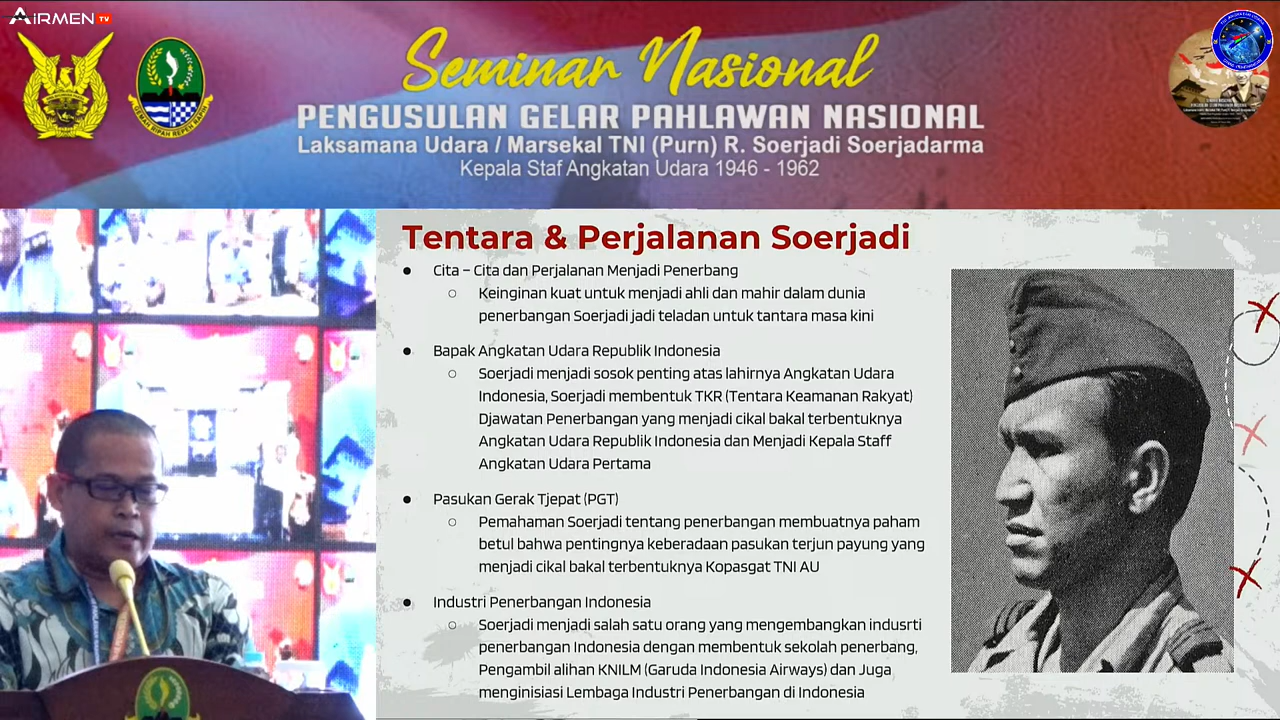 AiRMEN TV
Seminar Nasional
PENGUSULAN GELAR PAHLAWAN NASIONAL
Laksamana Udara / Marsekal TNI (Purn) R. Soerjadi Soerjadarma
Kepala Staf Angkatan Udara 1946 - 1962
Tentara & Perjalanan Soerjadi
● Cita – Cita dan Perjalanan Menjadi Penerbang
○ Keinginan kuat untuk menjadi ahli dan mahir dalam dunia
penerbangan Soerjadi jadi teladan untuk tantara masa kini
● Bapak Angkatan Udara Republik Indonesia
○ Soerjadi menjadi sosok penting atas lahirnya Angkatan Udara
Indonesia, Soerjadi membentuk TKR (Tentara Keamanan Rakyat)
Djawatan Penerbangan yang menjadi cikal bakal terbentuknya
Angkatan Udara Republik Indonesia dan Menjadi Kepala Staff
Angkatan Udara Pertama
● Pasukan Gerak Tjepat (PGT)
○ Pemahaman Soerjadi tentang penerbangan membuatnya paham
betul bahwa pentingnya keberadaan pasukan terjun payung yang
menjadi cikal bakal terbentuknya Kopasgat TNI AU
● Industri Penerbangan Indonesia
○ Soerjadi menjadi salah satu orang yang mengembangkan indusrti
penerbangan Indonesia dengan membentuk sekolah penerbang,
Pengambil alihan KNILM (Garuda Indonesia Airways) dan Juga
menginisiasi Lembaga Industri Penerbangan di Indonesia